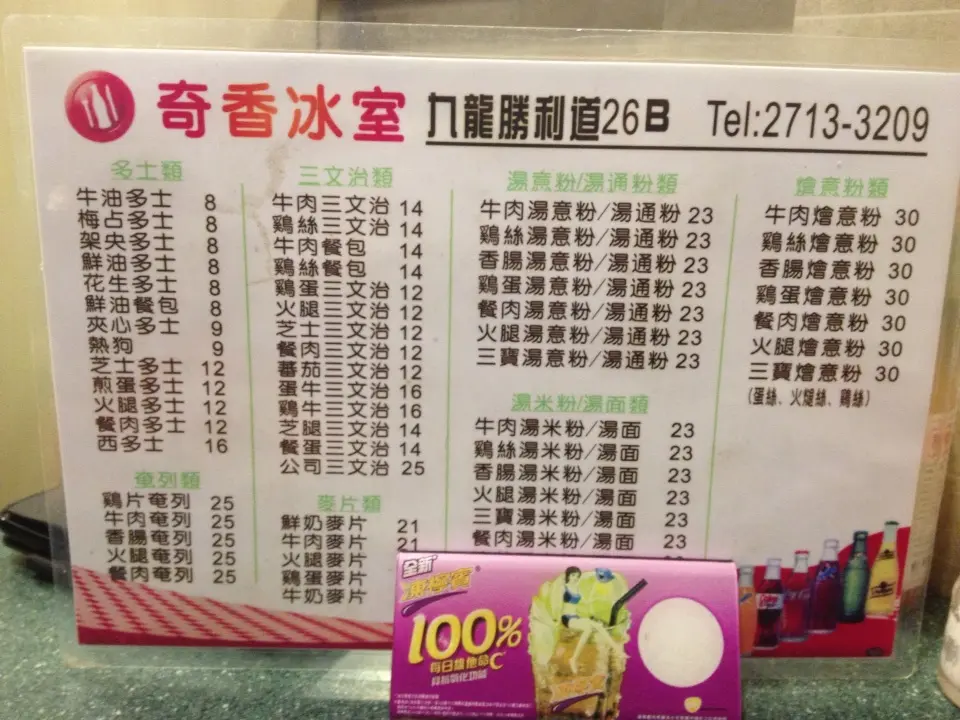 奇香冰室 九龍勝利道26B Tel:2713-3209
多士類
牛油多士 8
梅占多士 8
架央多士 8
鮮油多士 8
花生多士 8
鮮油餐包 8
夾心多士 9
熱狗 9
芝士多士 12
煎蛋多士 12
火腿多士 12
餐肉多士 12
西多士 16
奄列類
鷄片奄列 25
牛肉奄列 25
香腸奄列 25
火腿奄列 25
餐肉奄列 25
三文治類
牛肉三文治 14
鷄絲三文治 14
牛肉餐包 14
鷄絲餐包 14
鷄蛋三文治 12
火腿三文治 12
芝士三文治 12
餐肉三文治 12
蕃茄三文治 12
蛋牛三文治 16
鷄牛三文治 16
芝腿三文治 14
餐蛋三文治 14
公司三文治 25
麥片類
鮮奶麥片 21
牛肉麥片 21
火腿麥片
鷄蛋麥片
牛奶麥片
湯意粉/湯通粉類
牛肉湯意粉/湯通粉 23
鷄絲湯意粉/湯通粉 23
香腸湯意粉/湯通粉 23
鷄蛋湯意粉/湯通粉 23
餐肉湯意粉/湯通粉 23
火腿湯意粉/湯通粉 23
三寶湯意粉/湯通粉 23
湯米粉/湯面類
牛肉湯米粉/湯面 23
鷄絲湯米粉/湯面 23
香腸湯米粉/湯面 23
火腿湯米粉/湯面 23
三寶湯米粉/湯面 23
餐肉湯米粉/湯面 23
燴意粉類
牛肉燴意粉 30
鷄絲燴意粉 30
香腸燴意粉 30
鷄蛋燴意粉 30
餐肉燴意粉 30
火腿燴意粉 30
三寶燴意粉 30
(蛋絲、火腿絲、鷄絲)
全新
100%
每日維他命C
具抗氧化功能